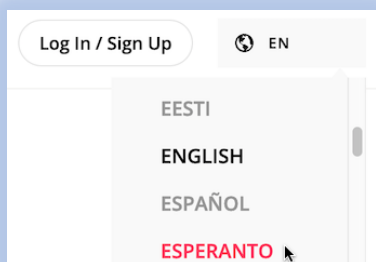 Log In / Sign Up
EN
EESTI
ENGLISH
ESPAÑOL
ESPERANTO